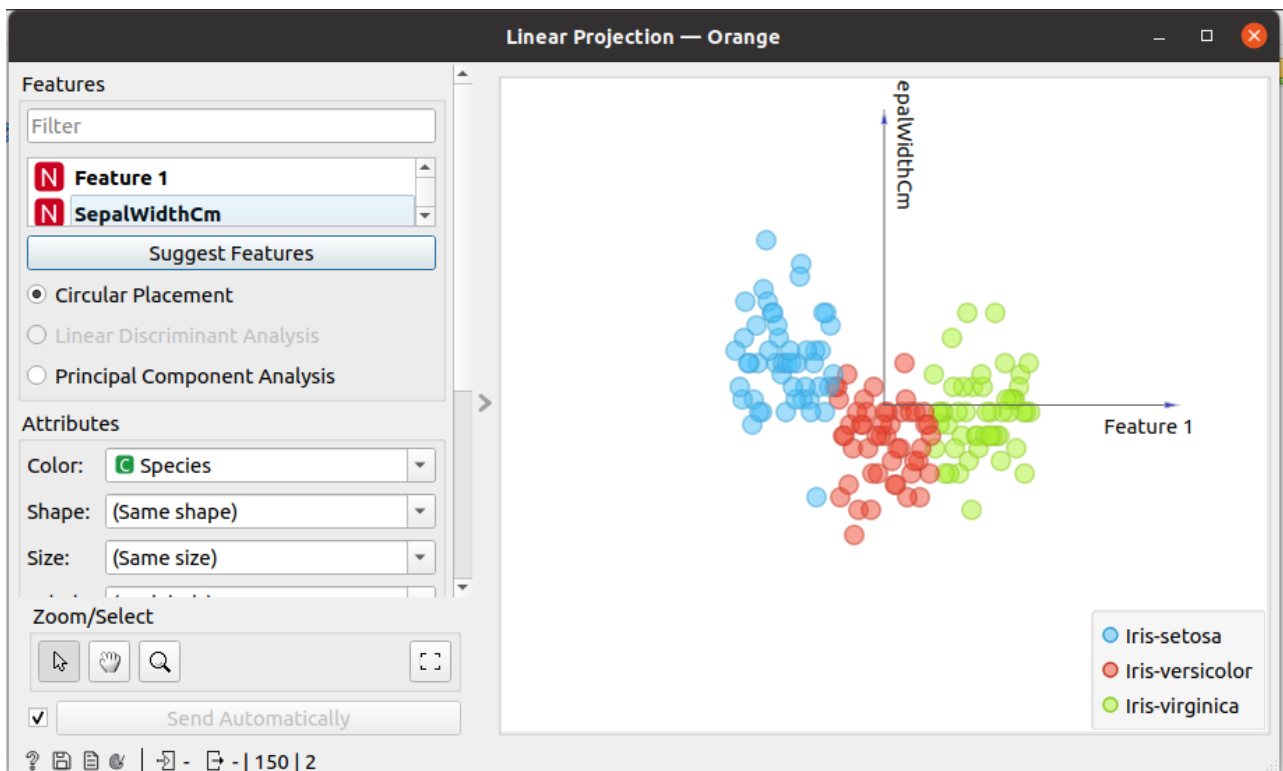 Linear Projection — Orange
Features
Filter
N Feature 1
N SepalWidthCm
Suggest Features
Circular Placement
Linear Discriminant Analysis
Principal Component Analysis
Attributes
Color: C Species
Shape: (Same shape)
Size: (Same size)
Zoom/Select
Send Automatically
? - - | 150 | 2
epalWidthCm
Feature 1
Iris-setosa
Iris-versicolor
Iris-virginica